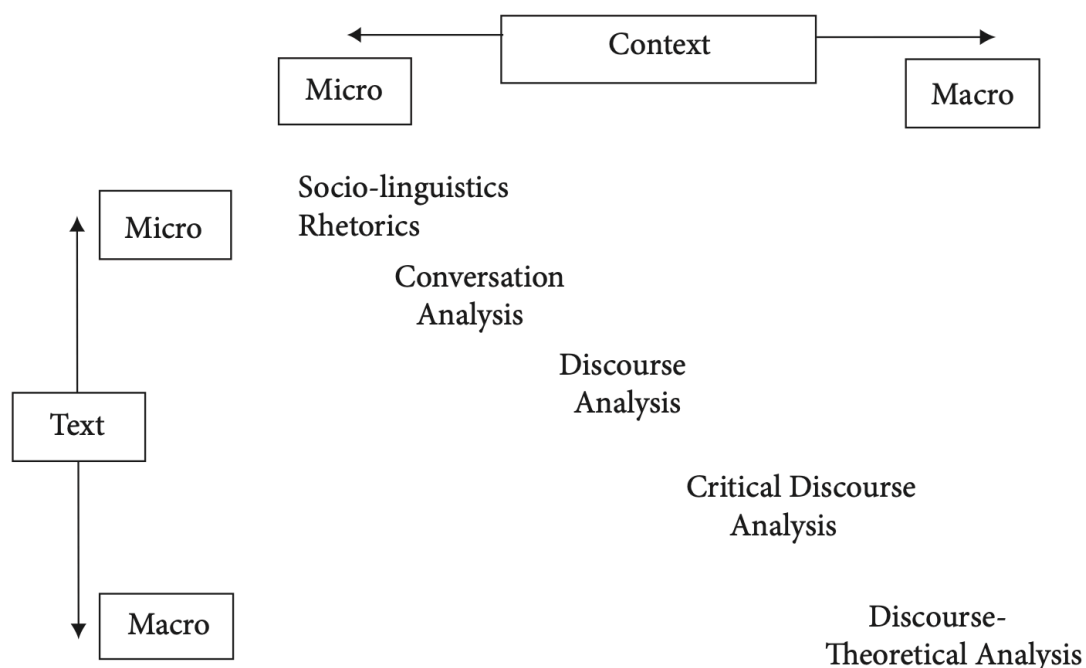 Context
Micro
Macro
Socio-linguistics
Rhetorics
Micro
Conversation
Analysis
Discourse
Analysis
Text
Critical Discourse
Analysis
Macro
Discourse-
Theoretical Analysis